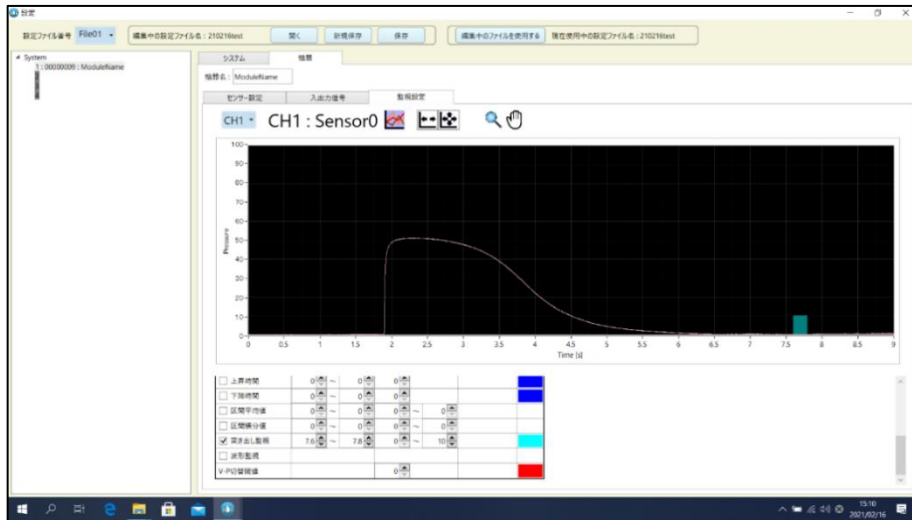 設定
設定ファイル番号 File01 編集中の設定ファイル名：210216test 開く 新規保存 保存 編集中のファイルを使用する 現在使用中の設定ファイル名：210216test
System
1：00000009：ModuleName
2
3
4
システム 機器
機器名： ModuleName
センサー設定 入出力信号 監視設定
CH1 CH1 : Sensor0
100
90
80
70
60
50
40
30
20
10
0
Pressure
0 0.5 1 1.5 2 2.5 3 3.5 4 4.5 5 5.5 6 6.5 7 7.5 8 8.5 9
Time [s]
上昇時間 0 ～ 0 0
下降時間 0 ～ 0 0
区間平均値 0 ～ 0 0 ～ 0
区間積分値 0 ～ 0 0 ～ 0
突き出し監視 7.6 ～ 7.8 0 ～ 10
波形監視
V-P切替閾値 0
15:10
2021/02/16